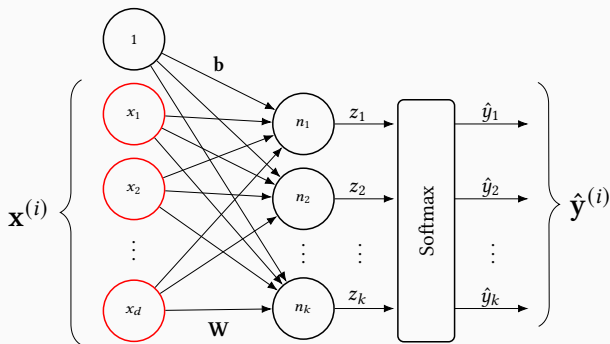 1
b
x₁
n₁
z₁
ŷ₁
x₂
n₂
z₂
ŷ₂
x⁽ⁱ⁾
Softmax
ŷ⁽ⁱ⁾
⋮
⋮
⋮
⋮
x_d
n_k
z_k
ŷ_k
W